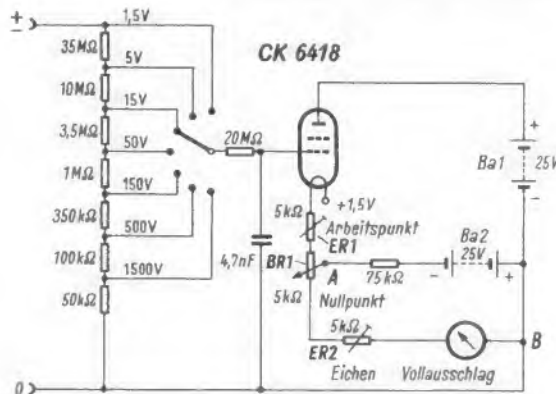 +
−
1,5V
35MΩ
5V
CK 6418
10MΩ
15V
3,5MΩ
50V
20MΩ
1MΩ
150V
350kΩ
500V
100kΩ
1500V
50kΩ
4,7nF
+
Ba1
25V
−
+1,5V
5kΩ
Arbeitspunkt
ER1
BR1
A
75kΩ
Ba2
25V
−
+
5kΩ
Nullpunkt
5kΩ
B
ER2
Eichen
Vollausschlag
0